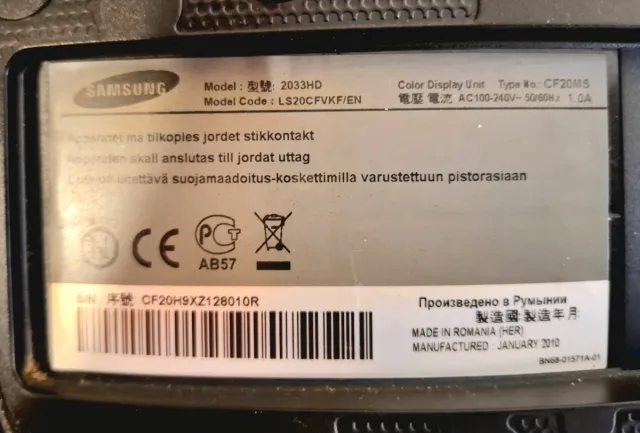 SAMSUNG
Model : 型號: 2033HD
Model Code : LS20CFVKF/EN
Color Display Unit Type No.: CF20MS
電壓 電流 AC100-240V~ 50/60Hz 1.0A
Apparatet må tilkoples jordet stikkontakt
Apparaten skall anslutas till jordat uttag
Laite on liitettävä suojamaadoitus-koskettimilla varustettuun pistorasiaan
N
CE
PCT
AB57
S/N : 序號: CF20H9XZ128010R
Произведено в Румынии
製造國:製造年月
MADE IN ROMANIA (HER)
MANUFACTURED : JANUARY 2010
BN68-01571A-01